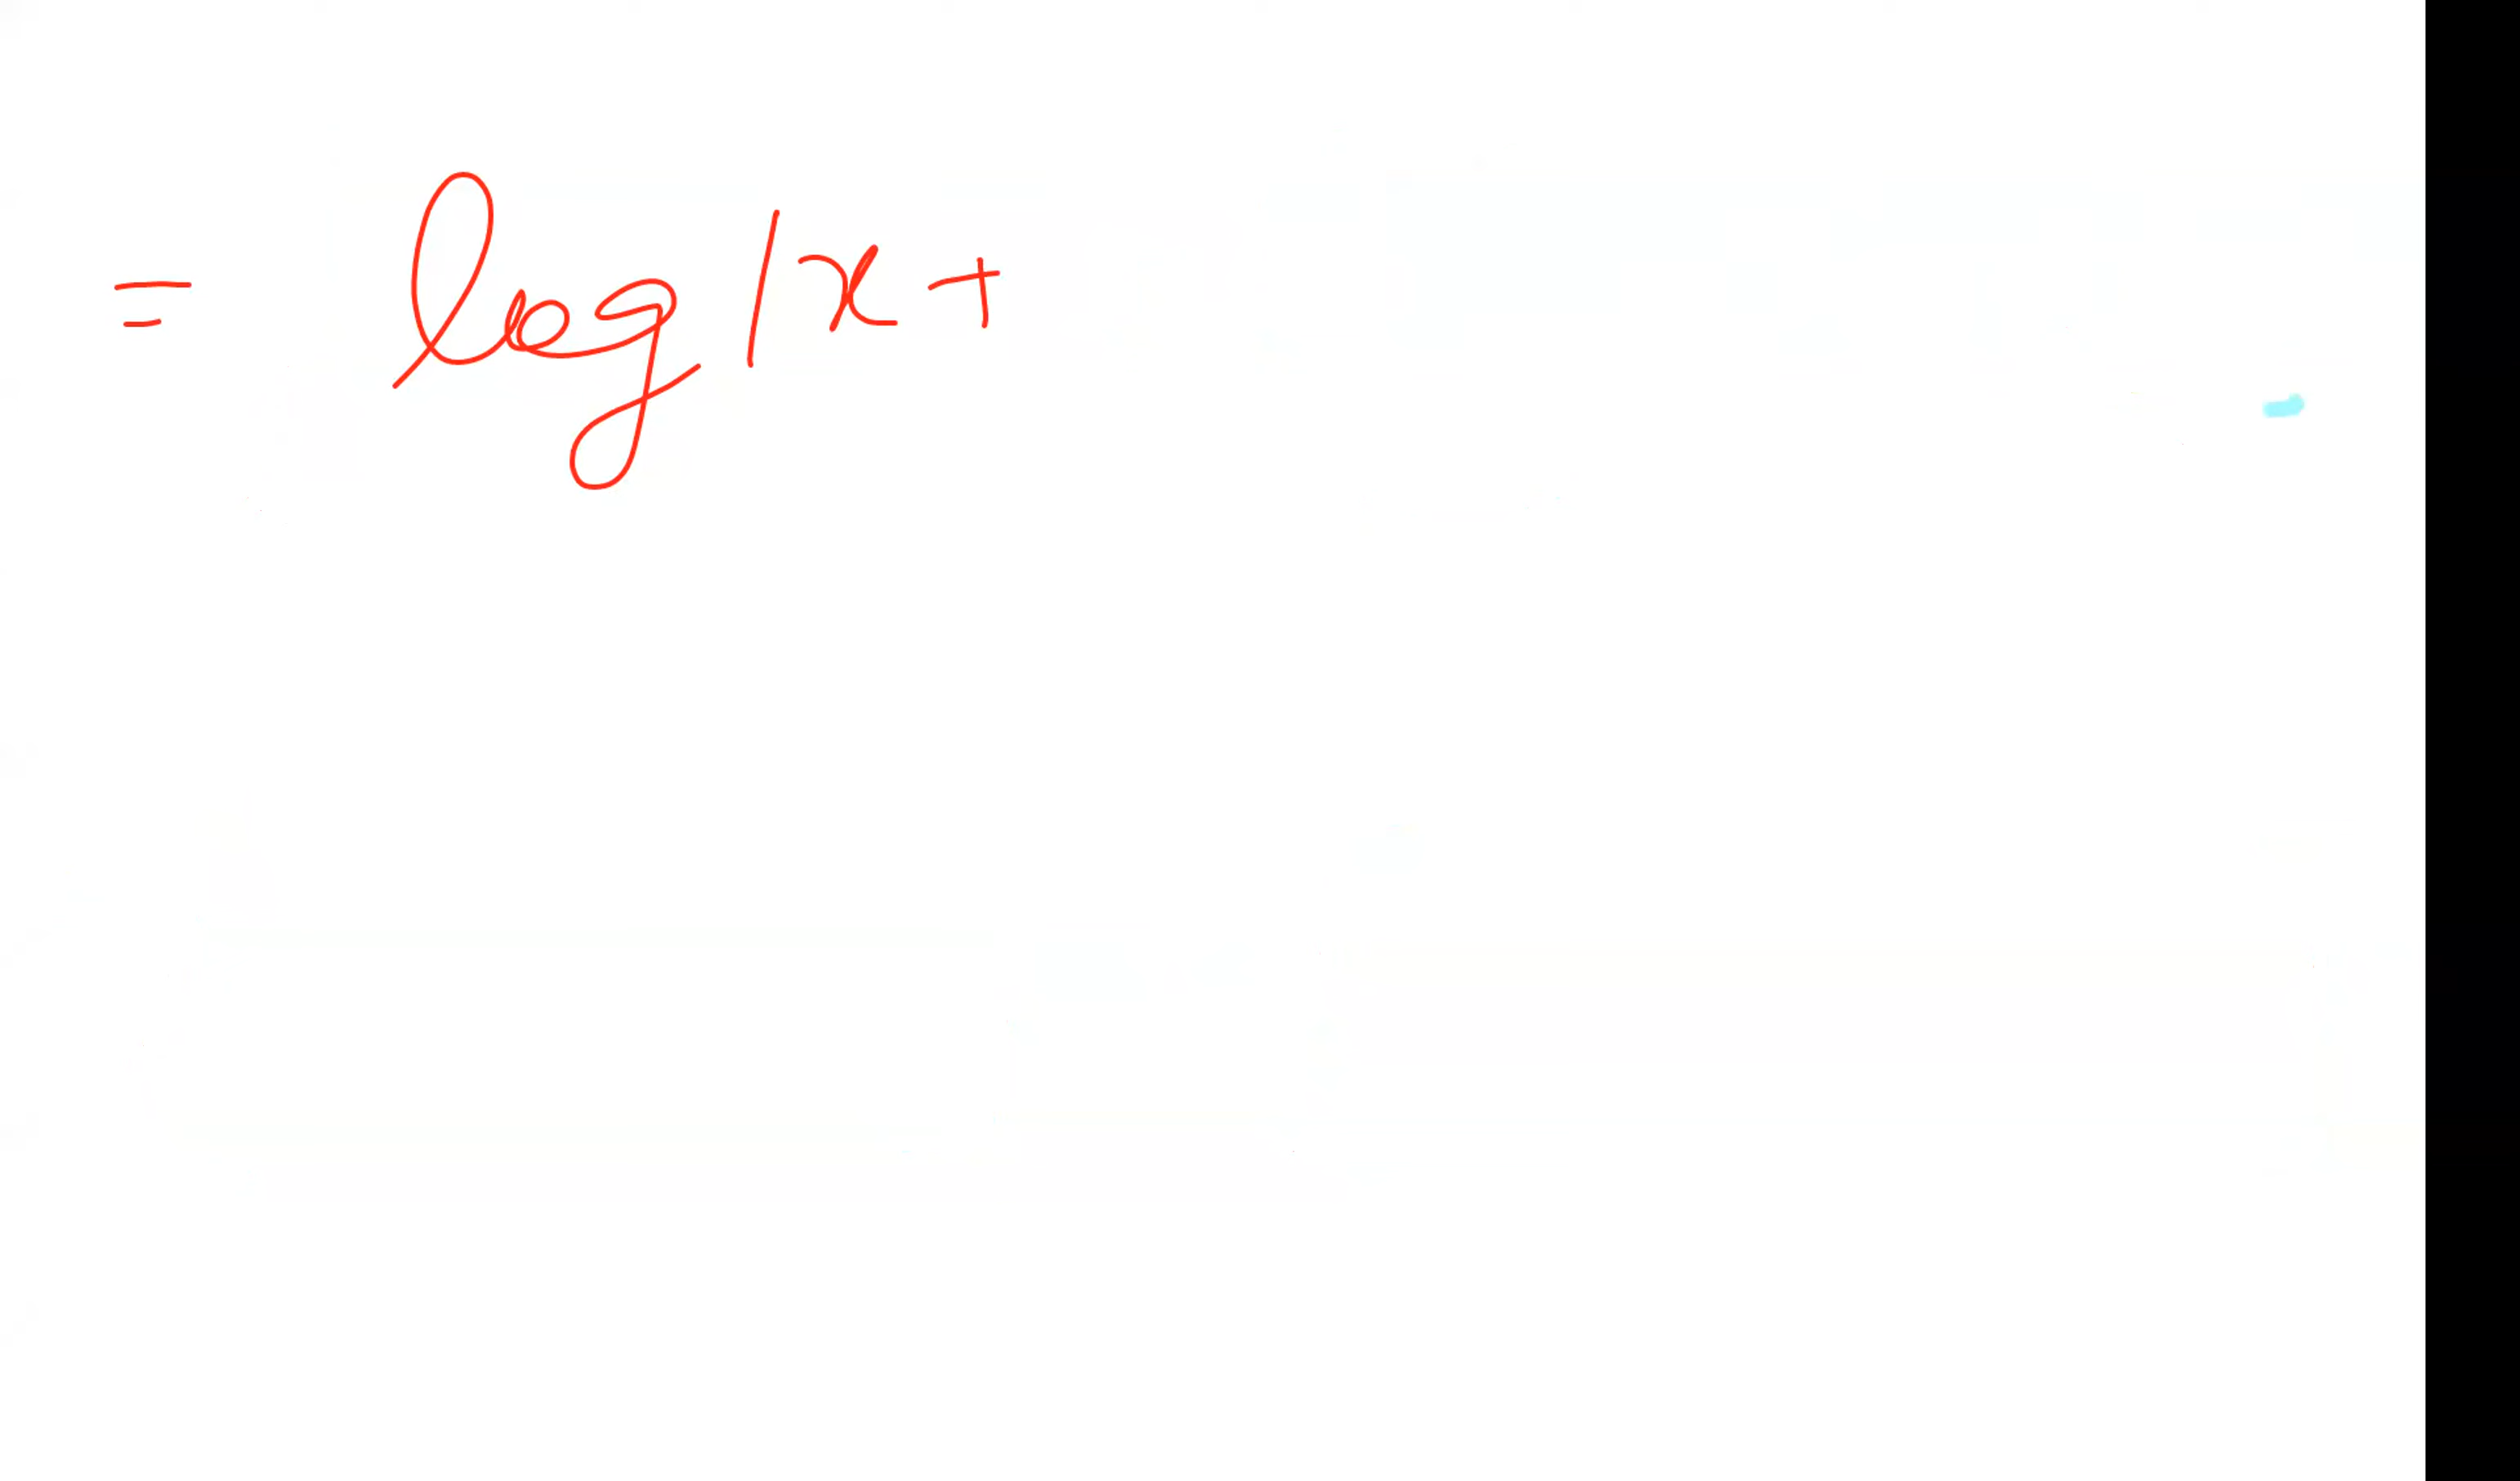 = log |x +